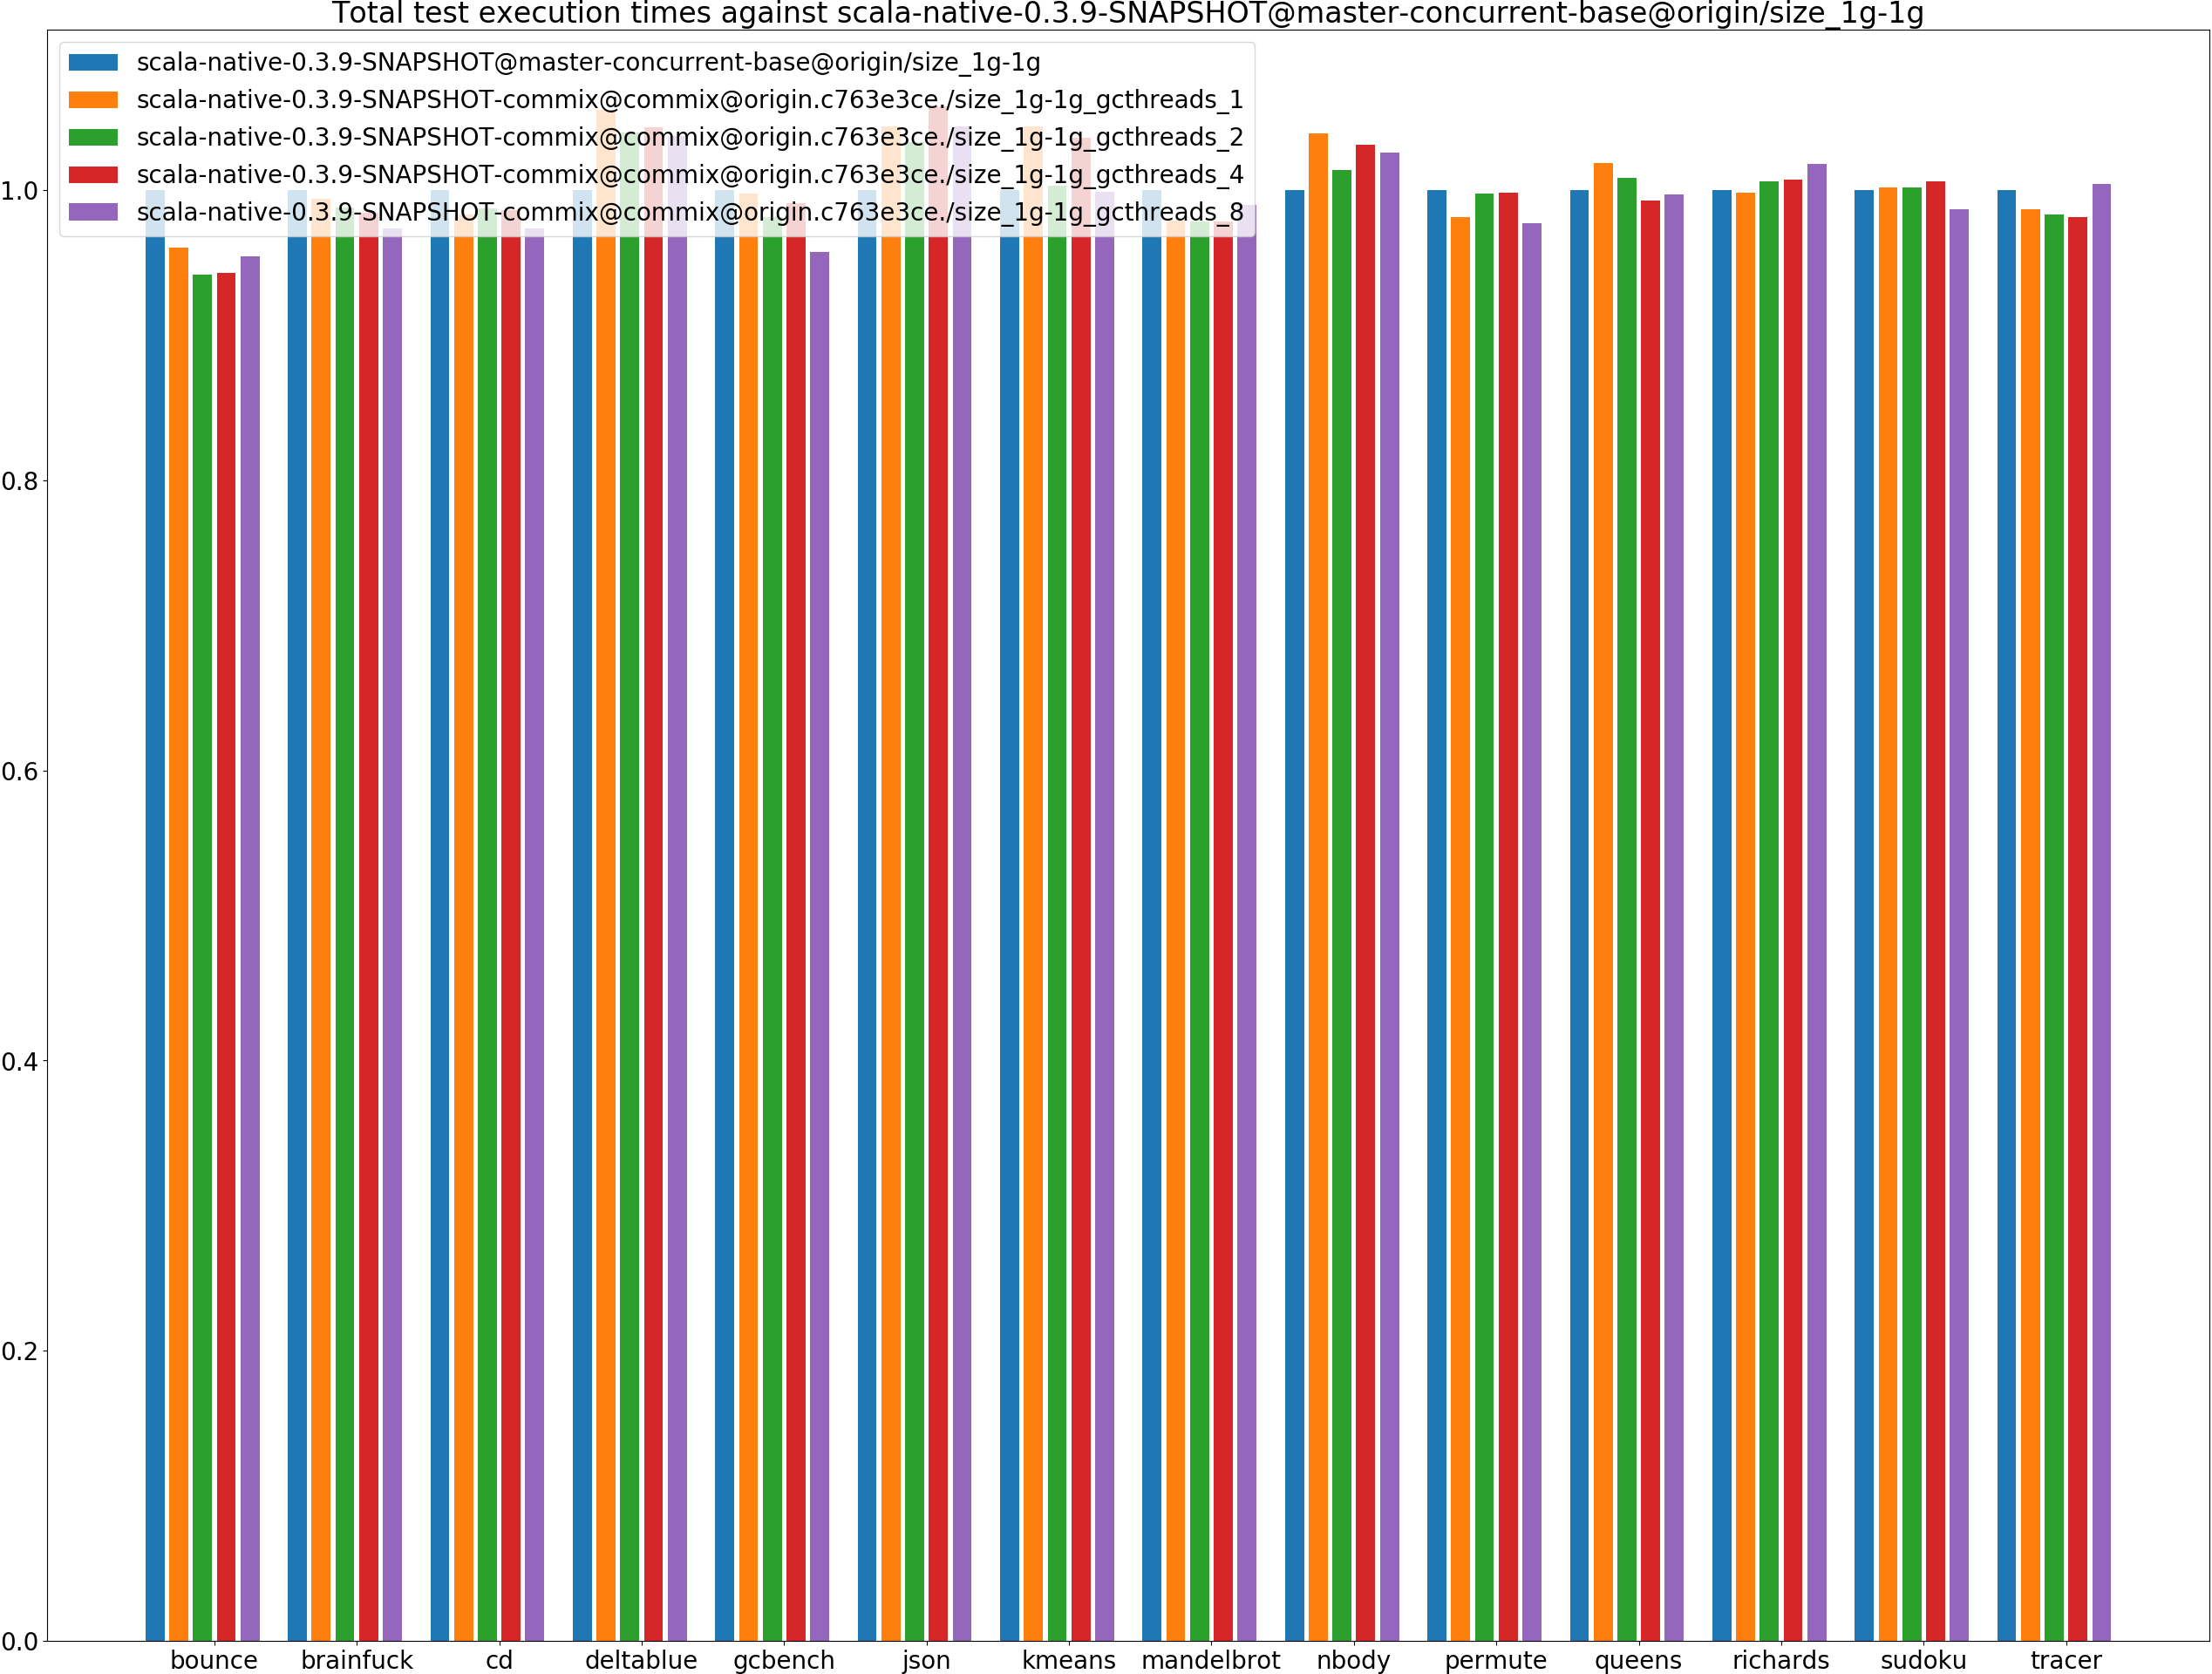 Total test execution times against scala-native-0.3.9-SNAPSHOT@master-concurrent-base@origin/size_1g-1g
scala-native-0.3.9-SNAPSHOT@master-concurrent-base@origin/size_1g-1g
scala-native-0.3.9-SNAPSHOT-commix@commix@origin.c763e3ce./size_1g-1g_gcthreads_1
scala-native-0.3.9-SNAPSHOT-commix@commix@origin.c763e3ce./size_1g-1g_gcthreads_2
scala-native-0.3.9-SNAPSHOT-commix@commix@origin.c763e3ce./size_1g-1g_gcthreads_4
scala-native-0.3.9-SNAPSHOT-commix@commix@origin.c763e3ce./size_1g-1g_gcthreads_8
1.0
0.8
0.6
0.4
0.2
0.0
bounce brainfuck cd deltablue gcbench json kmeans mandelbrot nbody permute queens richards sudoku tracer